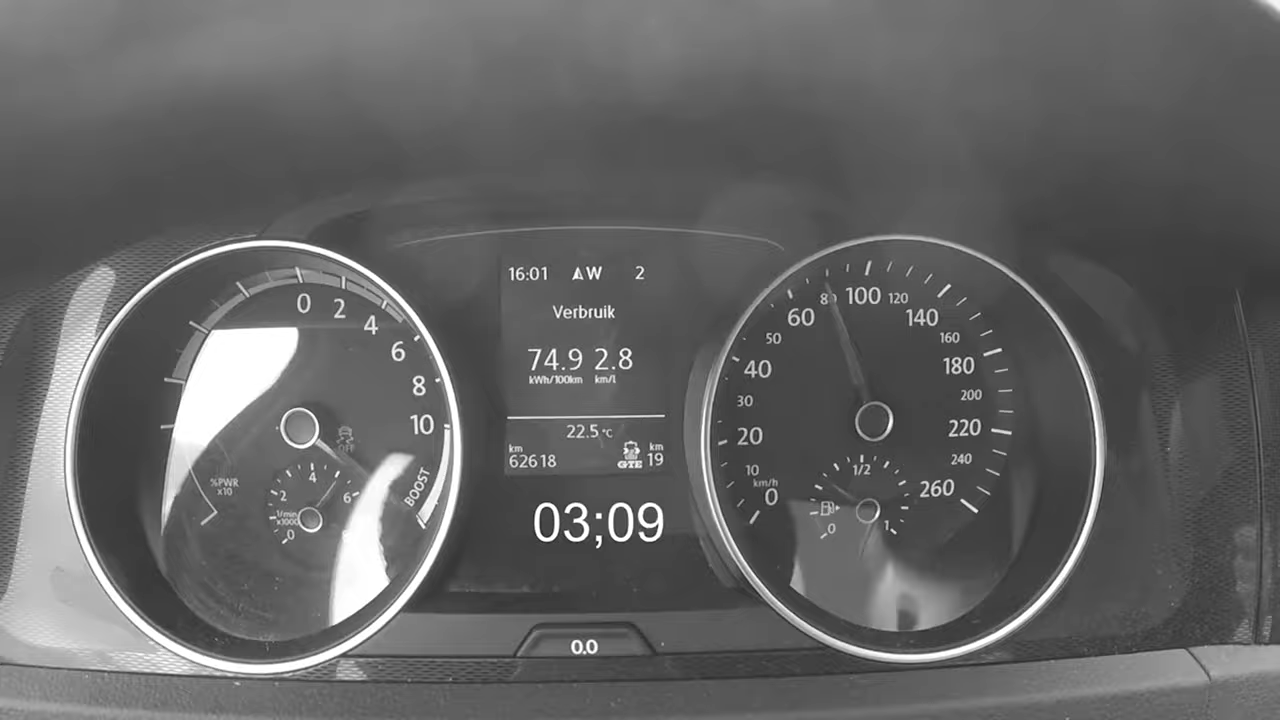 16:01 W 2
Verbruik
74.9 2.8
kWh/100km km/l
22.5 °C
km 62618
GTE
km 19
03;09
0.0
0 2 4 6 8 10
BOOST
%PWR
x10
0 2 4 6
1/min
x1000
OFF
0 10 20 30 40 50 60 80 100 120 140 160 180 200 220 240 260
km/h
0 1/2 1